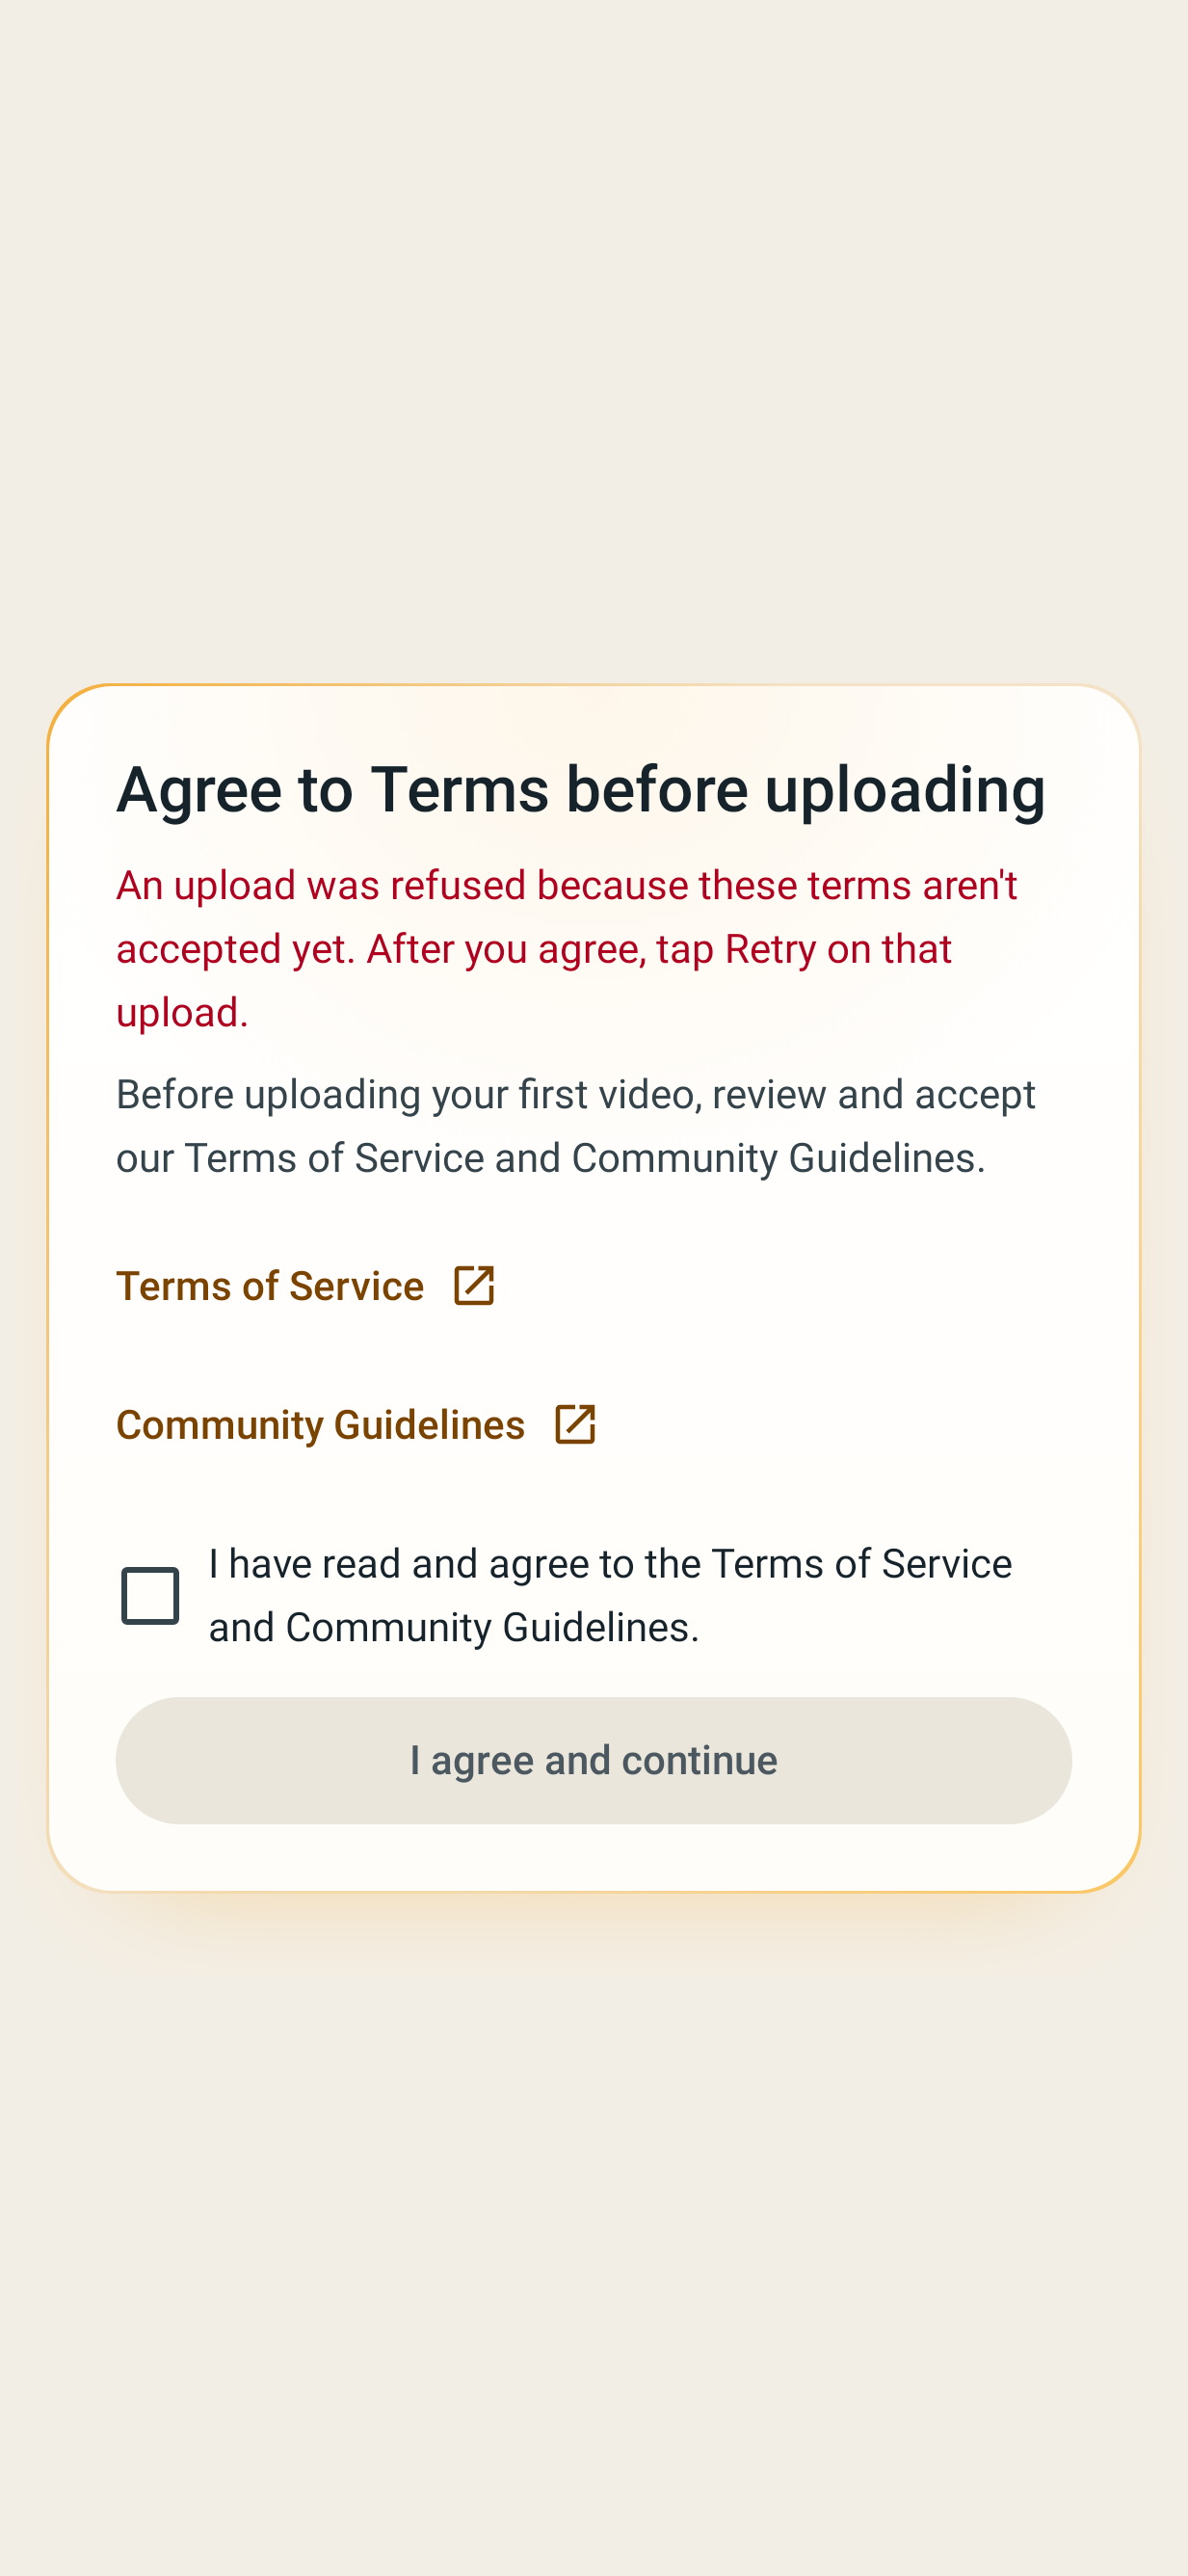 Agree to Terms before uploading
An upload was refused because these terms aren't
accepted yet. After you agree, tap Retry on that
upload.
Before uploading your first video, review and accept
our Terms of Service and Community Guidelines.
Terms of Service
Community Guidelines
I have read and agree to the Terms of Service
and Community Guidelines.
I agree and continue